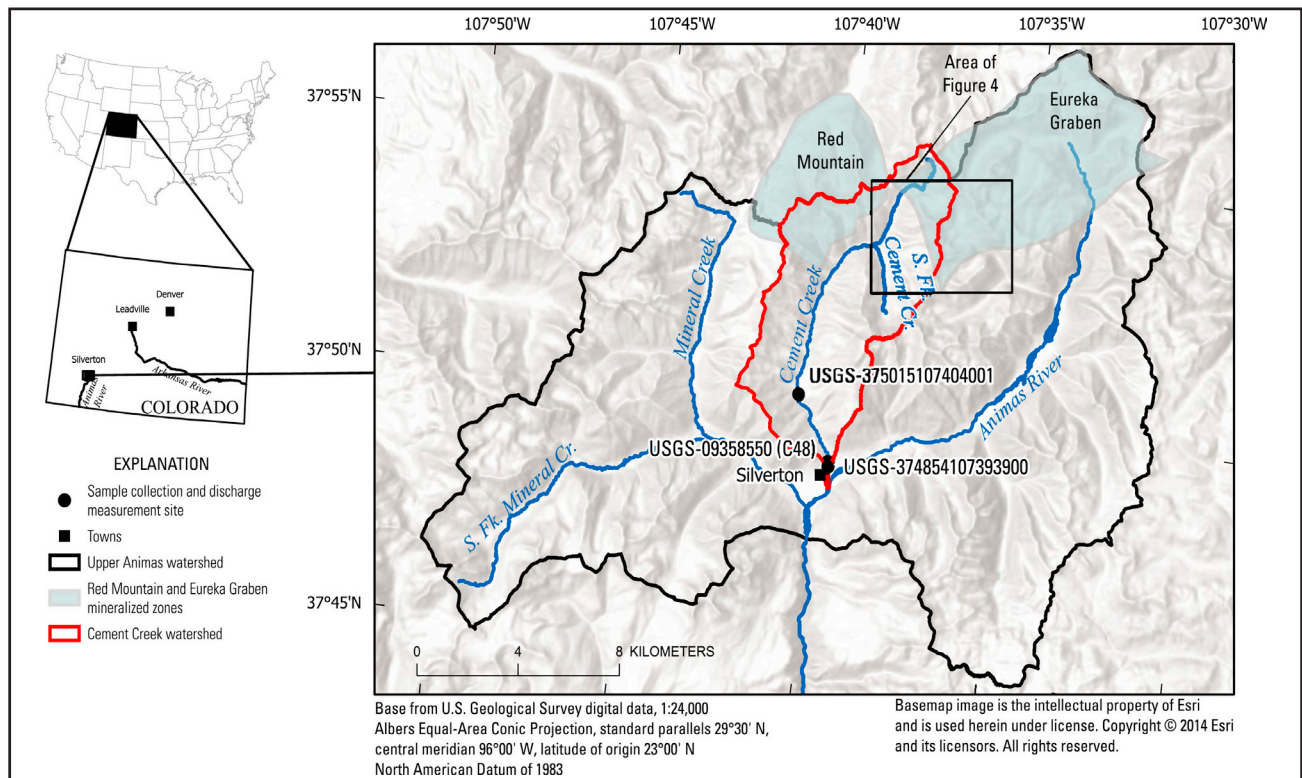 107°50'W
107°45'W
107°40'W
107°35'W
107°30'W
37°55'N
37°50'N
37°45'N
Area of
Figure 4
Eureka
Graben
Red
Mountain
Mineral Creek
Cement Creek
S. Fk.
Cement Cr.
USGS-375015107404001
Animas River
USGS-09358550 (C48)
USGS-374854107393900
Silverton
S. Fk. Mineral Cr.
0 4 8 KILOMETERS
Denver
Leadville
Silverton
Animas
River
Arkansas River
COLORADO
EXPLANATION
Sample collection and discharge
measurement site
Towns
Upper Animas watershed
Red Mountain and Eureka Graben
mineralized zones
Cement Creek watershed
Base from U.S. Geological Survey digital data, 1:24,000
Albers Equal-Area Conic Projection, standard parallels 29°30' N,
central meridian 96°00' W, latitude of origin 23°00' N
North American Datum of 1983
Basemap image is the intellectual property of Esri
and is used herein under license. Copyright © 2014 Esri
and its licensors. All rights reserved.